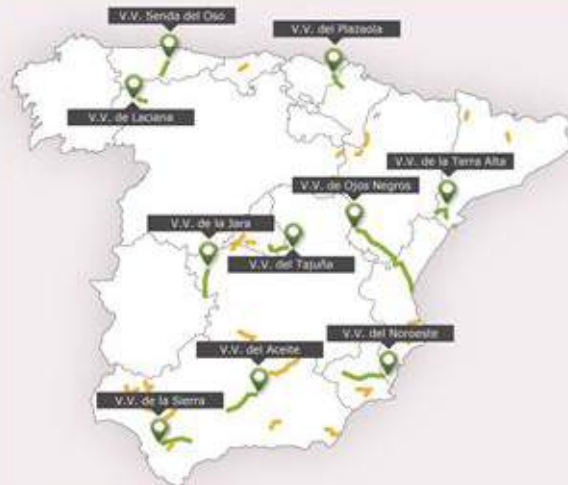 V.V. Senda del Oso
V.V. del Plazaola
V.V. de Laciana
V.V. de la Terra Alta
V.V. de Ojos Negros
V.V. de la Jara
V.V. del Tajuña
V.V. del Noroeste
V.V. del Aceite
V.V. de la Sierra